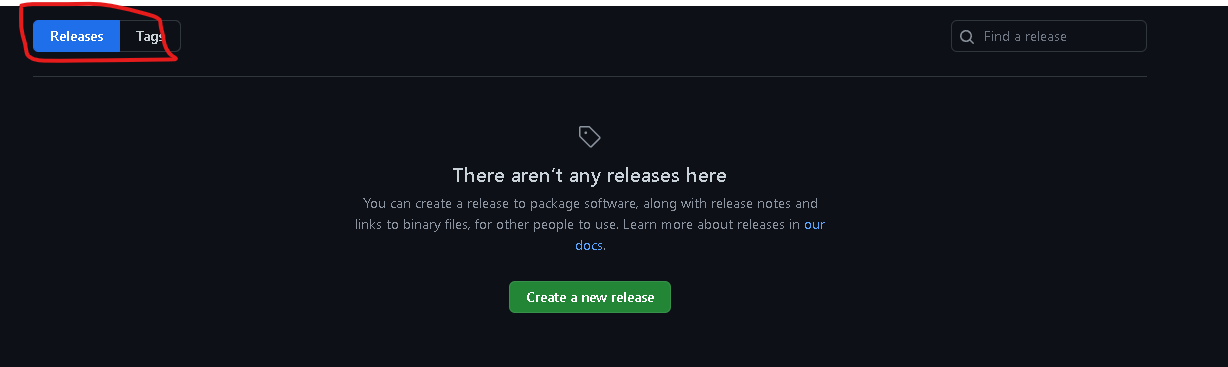 Releases Tags Find a release
There aren't any releases here
You can create a release to package software, along with release notes and
links to binary files, for other people to use. Learn more about releases in our
docs.
Create a new release